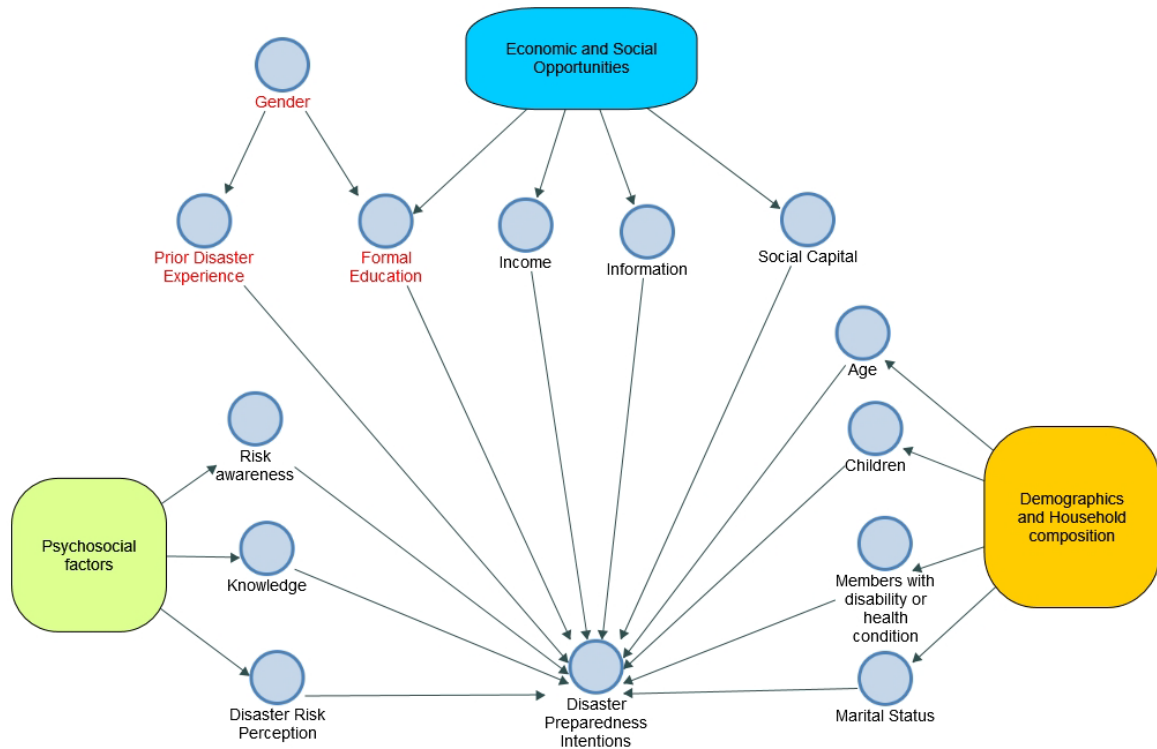 Economic and Social
Opportunities
Gender
Prior Disaster
Experience
Formal
Education
Income
Information
Social Capital
Age
Risk
awareness
Children
Psychosocial
factors
Knowledge
Demographics
and Household
composition
Members with
disability or
health
condition
Disaster Risk
Perception
Disaster
Preparedness
Intentions
Marital Status